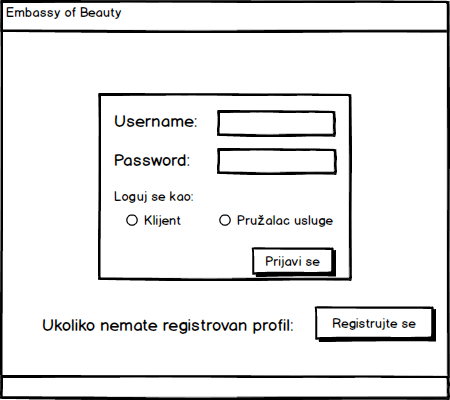 Embassy of Beauty
Username:
Password:
Loguj se kao:
Klijent Pružalac usluge
Prijavi se
Ukoliko nemate registrovan profil: Registrujte se